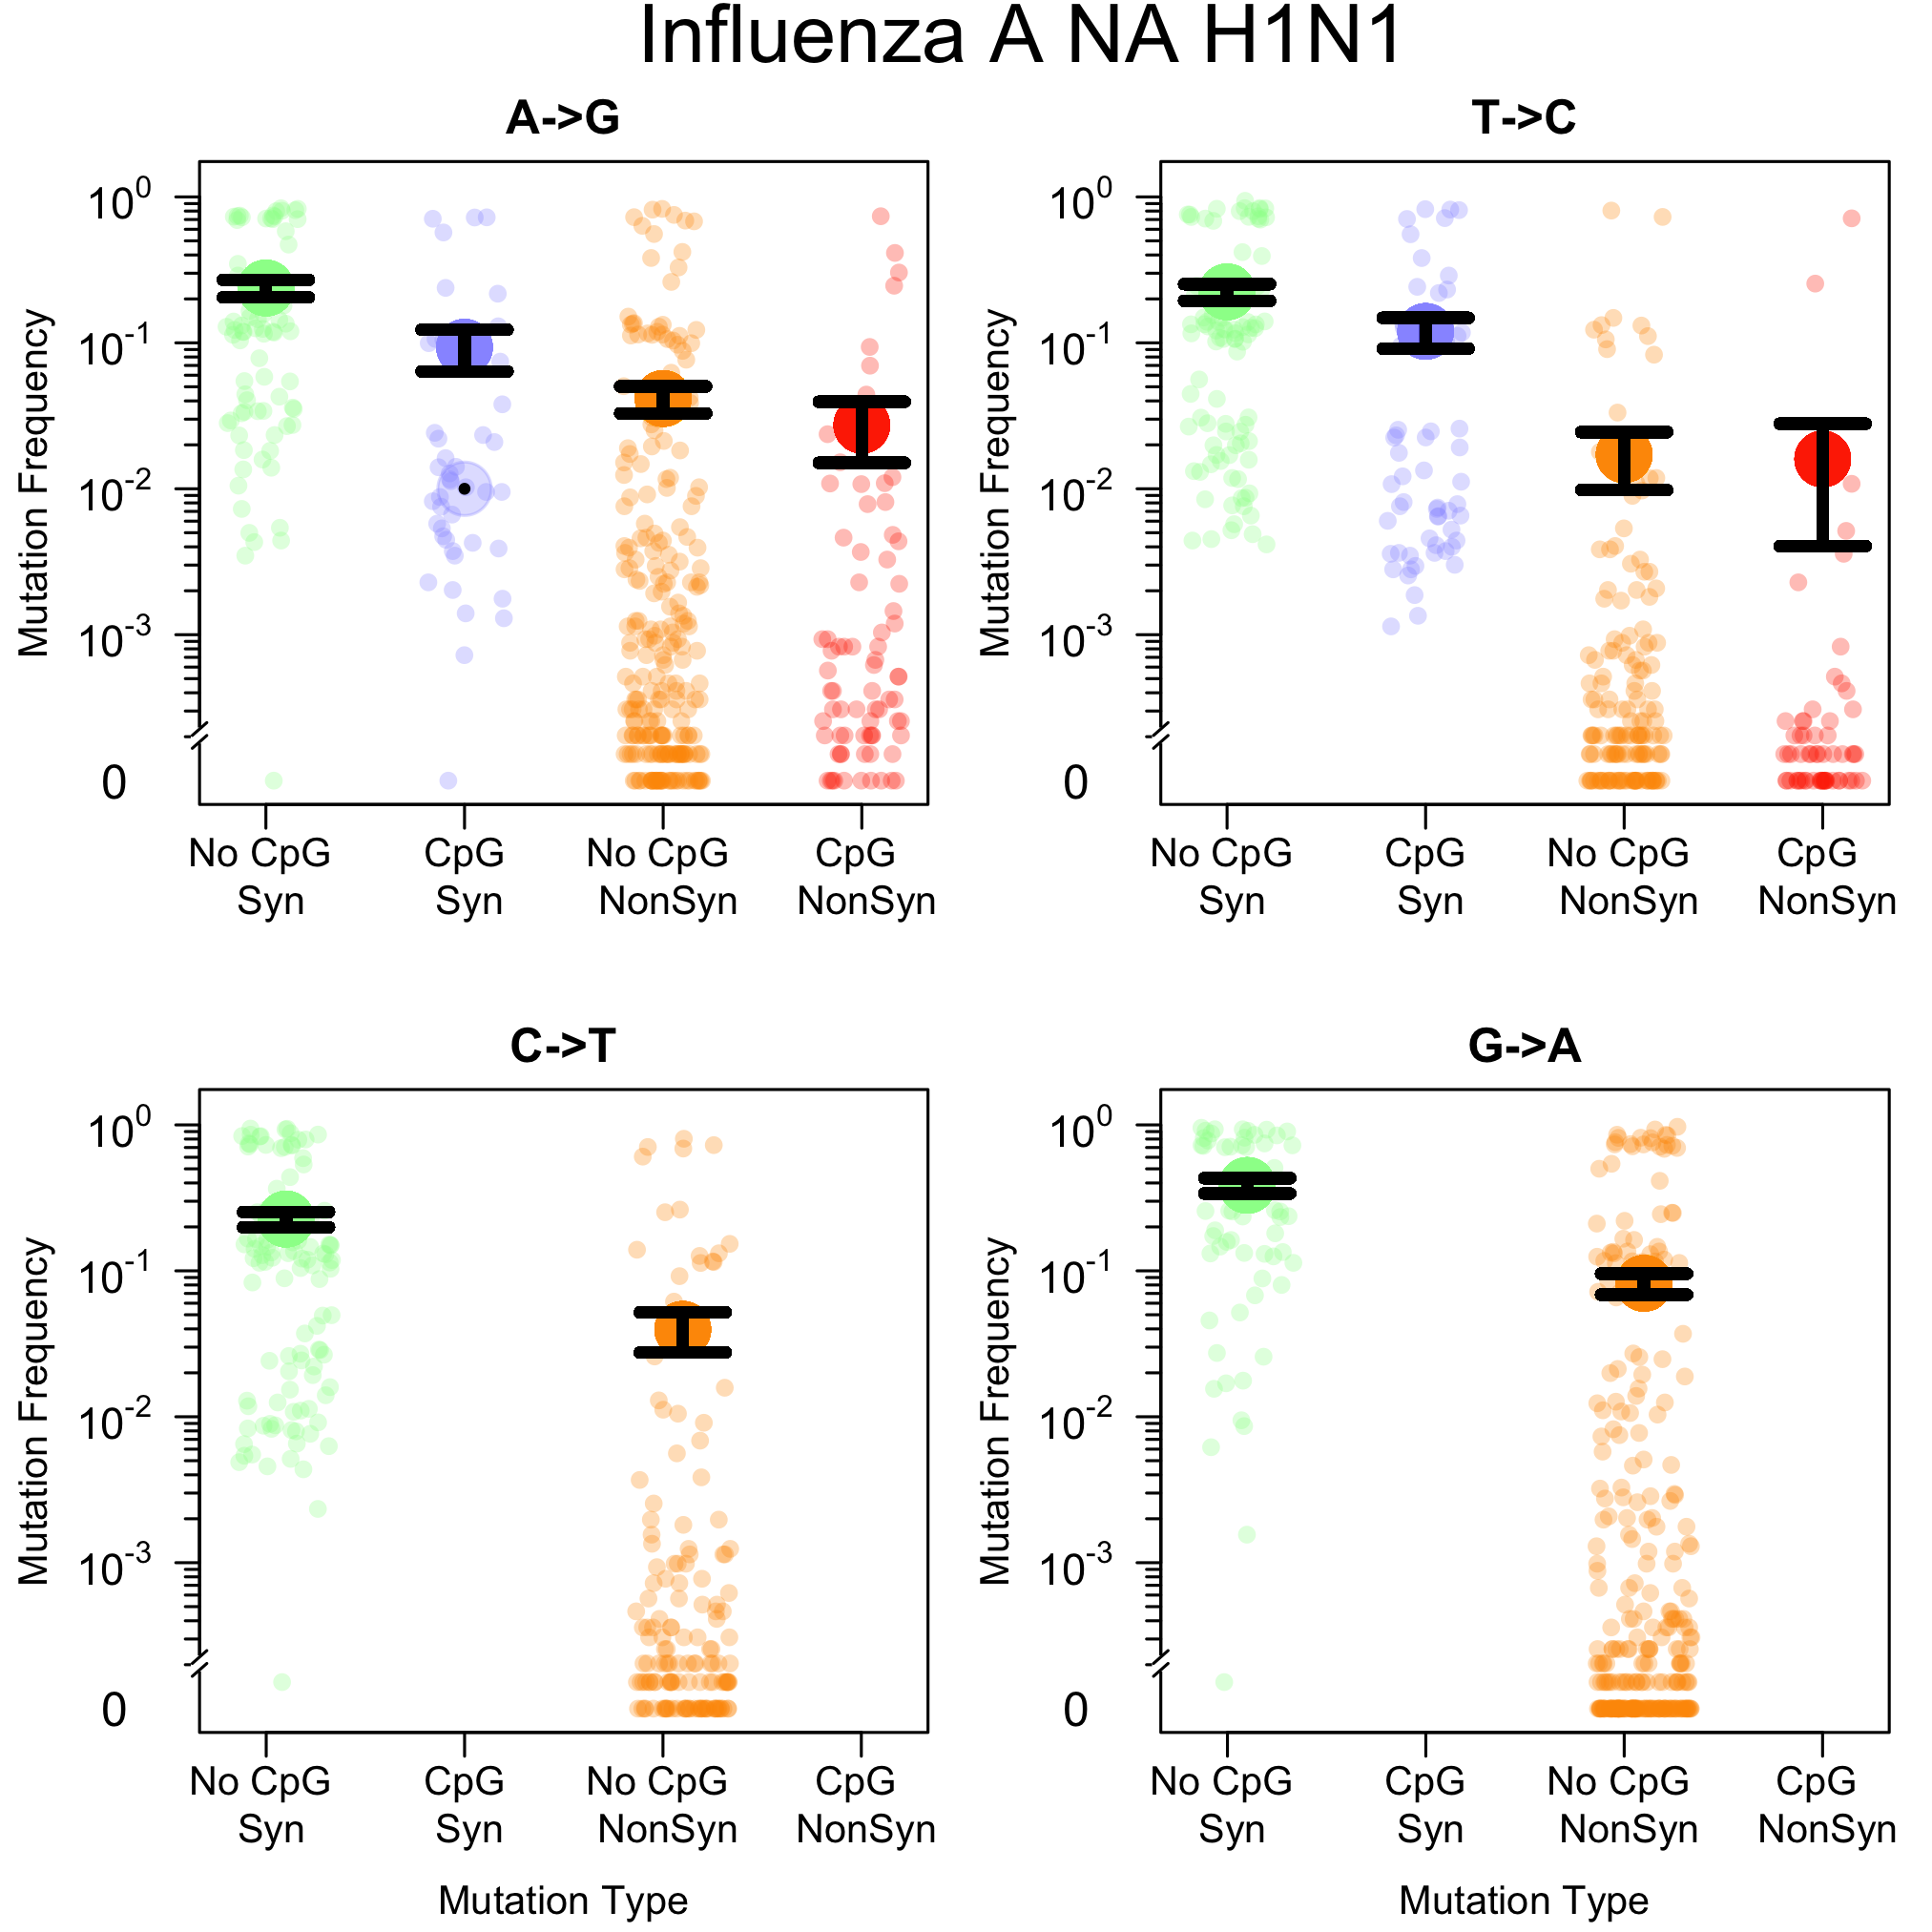 Influenza A NA H1N1
A->G
T->C
Mutation Frequency
10^0
10^-1
10^-2
10^-3
0
No CpG Syn
CpG Syn
No CpG NonSyn
CpG NonSyn
Mutation Frequency
10^0
10^-1
10^-2
10^-3
0
No CpG Syn
CpG Syn
No CpG NonSyn
CpG NonSyn
C->T
G->A
Mutation Frequency
10^0
10^-1
10^-2
10^-3
0
No CpG Syn
CpG Syn
No CpG NonSyn
CpG NonSyn
Mutation Type
Mutation Frequency
10^0
10^-1
10^-2
10^-3
0
No CpG Syn
CpG Syn
No CpG NonSyn
CpG NonSyn
Mutation Type